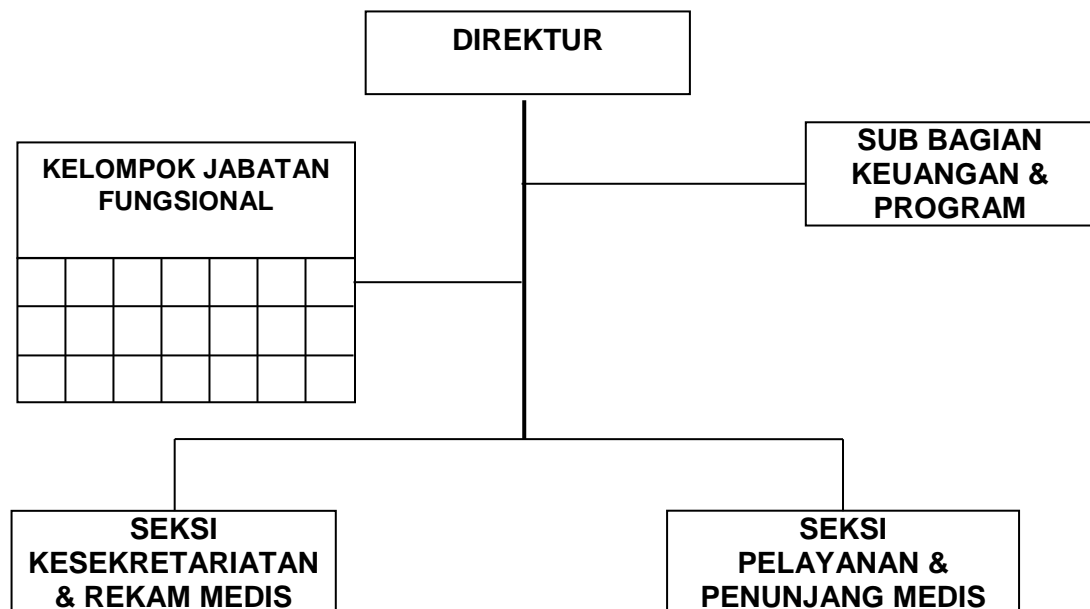 DIREKTUR
KELOMPOK JABATAN
FUNGSIONAL
SUB BAGIAN
KEUANGAN &
PROGRAM
SEKSI
KESEKRETARIATAN
& REKAM MEDIS
SEKSI
PELAYANAN &
PENUNJANG MEDIS